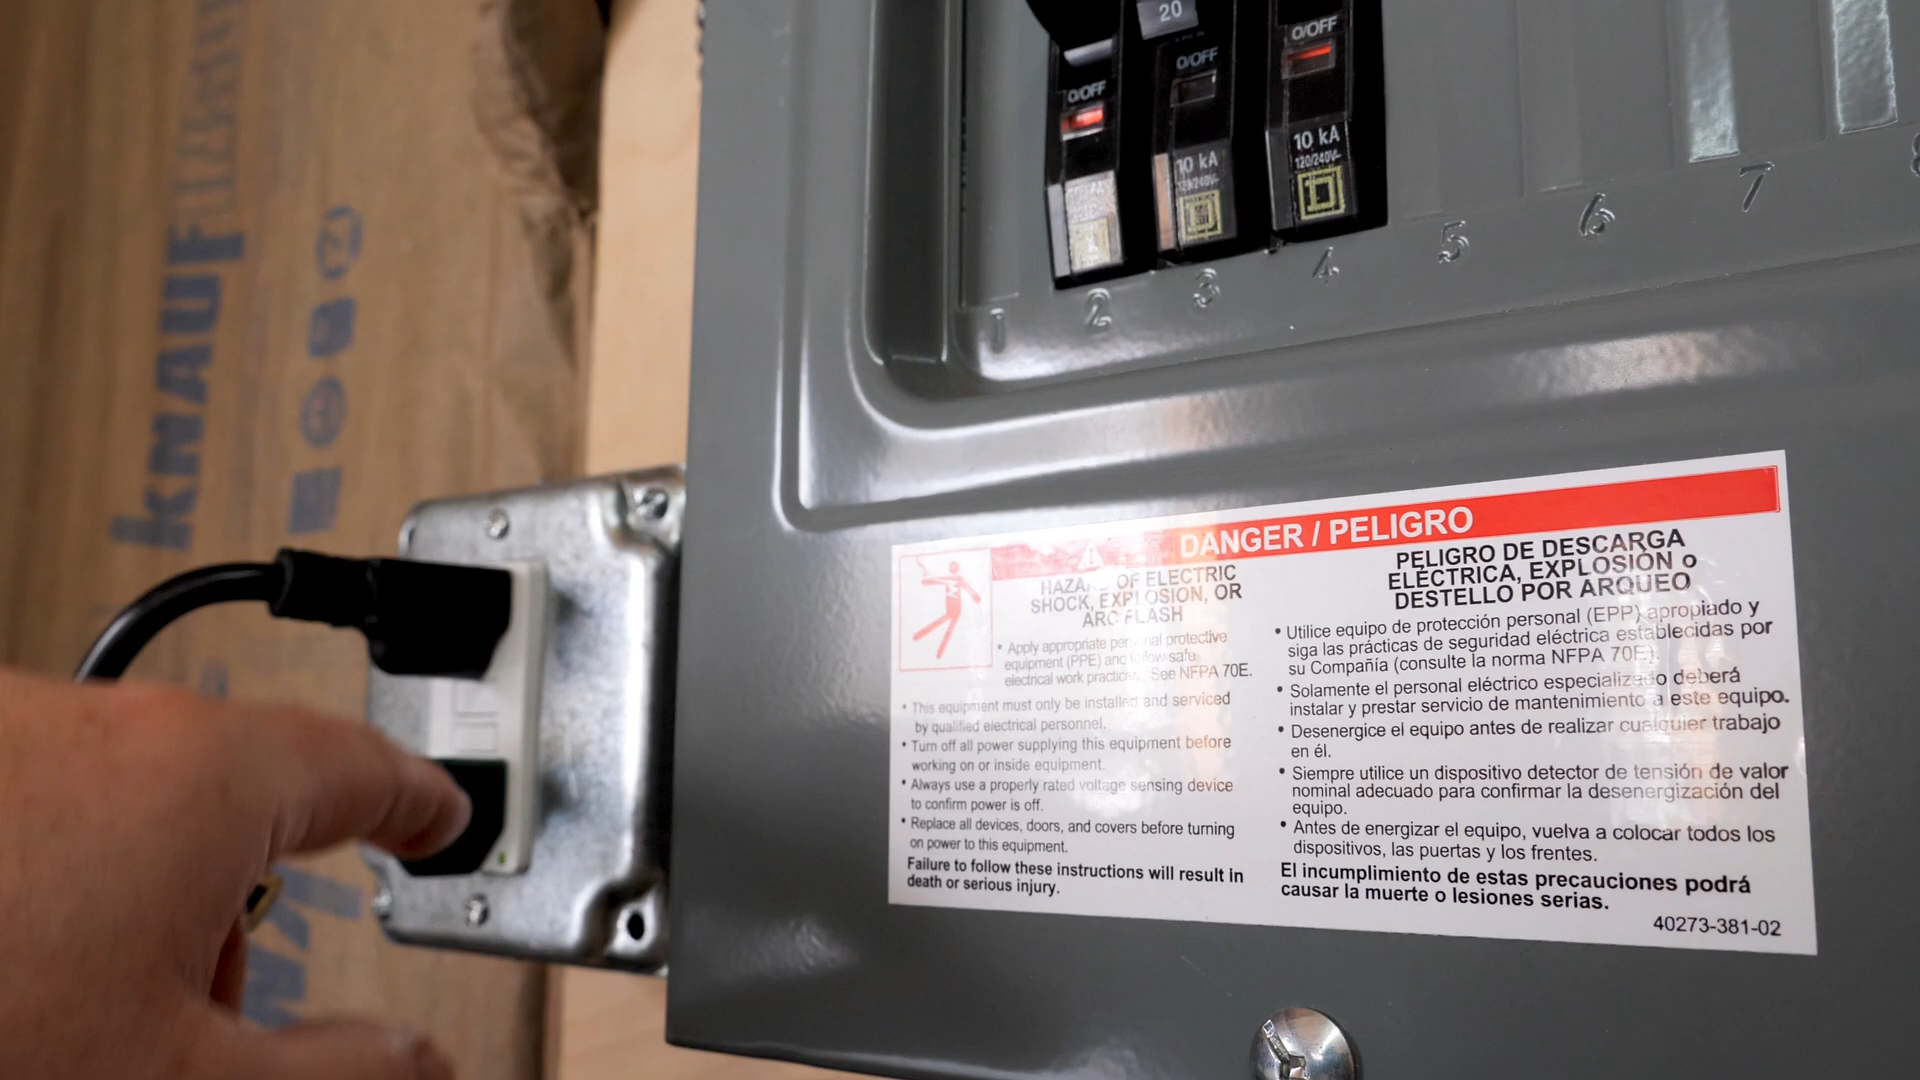 KNAUF
20
O/OFF
O/OFF
O/OFF
10 kA
120/240V~
10 kA
120/240V~
1
2
3
4
5
6
7
8
DANGER / PELIGRO
HAZARD OF ELECTRIC
SHOCK, EXPLOSION, OR
ARC FLASH
• Apply appropriate personal protective
equipment (PPE) and follow safe
electrical work practices. See NFPA 70E.
• This equipment must only be installed and serviced
by qualified electrical personnel.
• Turn off all power supplying this equipment before
working on or inside equipment.
• Always use a properly rated voltage sensing device
to confirm power is off.
• Replace all devices, doors, and covers before turning
on power to this equipment.
Failure to follow these instructions will result in
death or serious injury.
PELIGRO DE DESCARGA
ELÉCTRICA, EXPLOSIÓN o
DESTELLO POR ARQUEO
• Utilice equipo de protección personal (EPP) apropiado y
siga las prácticas de seguridad eléctrica establecidas por
su Compañía (consulte la norma NFPA 70E).
• Solamente el personal eléctrico especializado deberá
instalar y prestar servicio de mantenimiento a este equipo.
• Desenergice el equipo antes de realizar cualquier trabajo
en él.
• Siempre utilice un dispositivo detector de tensión de valor
nominal adecuado para confirmar la desenergización del
equipo.
• Antes de energizar el equipo, vuelva a colocar todos los
dispositivos, las puertas y los frentes.
El incumplimiento de estas precauciones podrá
causar la muerte o lesiones serias.
40273-381-02